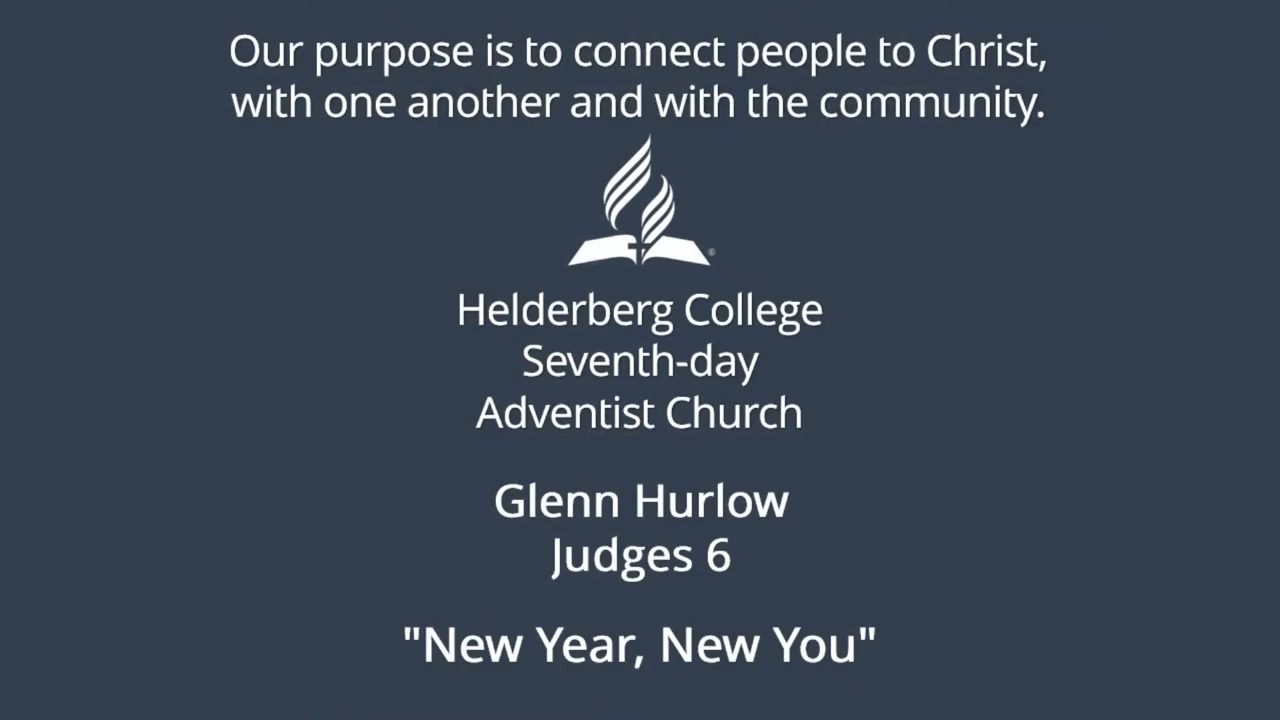 Our purpose is to connect people to Christ,
with one another and with the community.
®
Helderberg College
Seventh-day
Adventist Church
Glenn Hurlow
Judges 6
"New Year, New You"